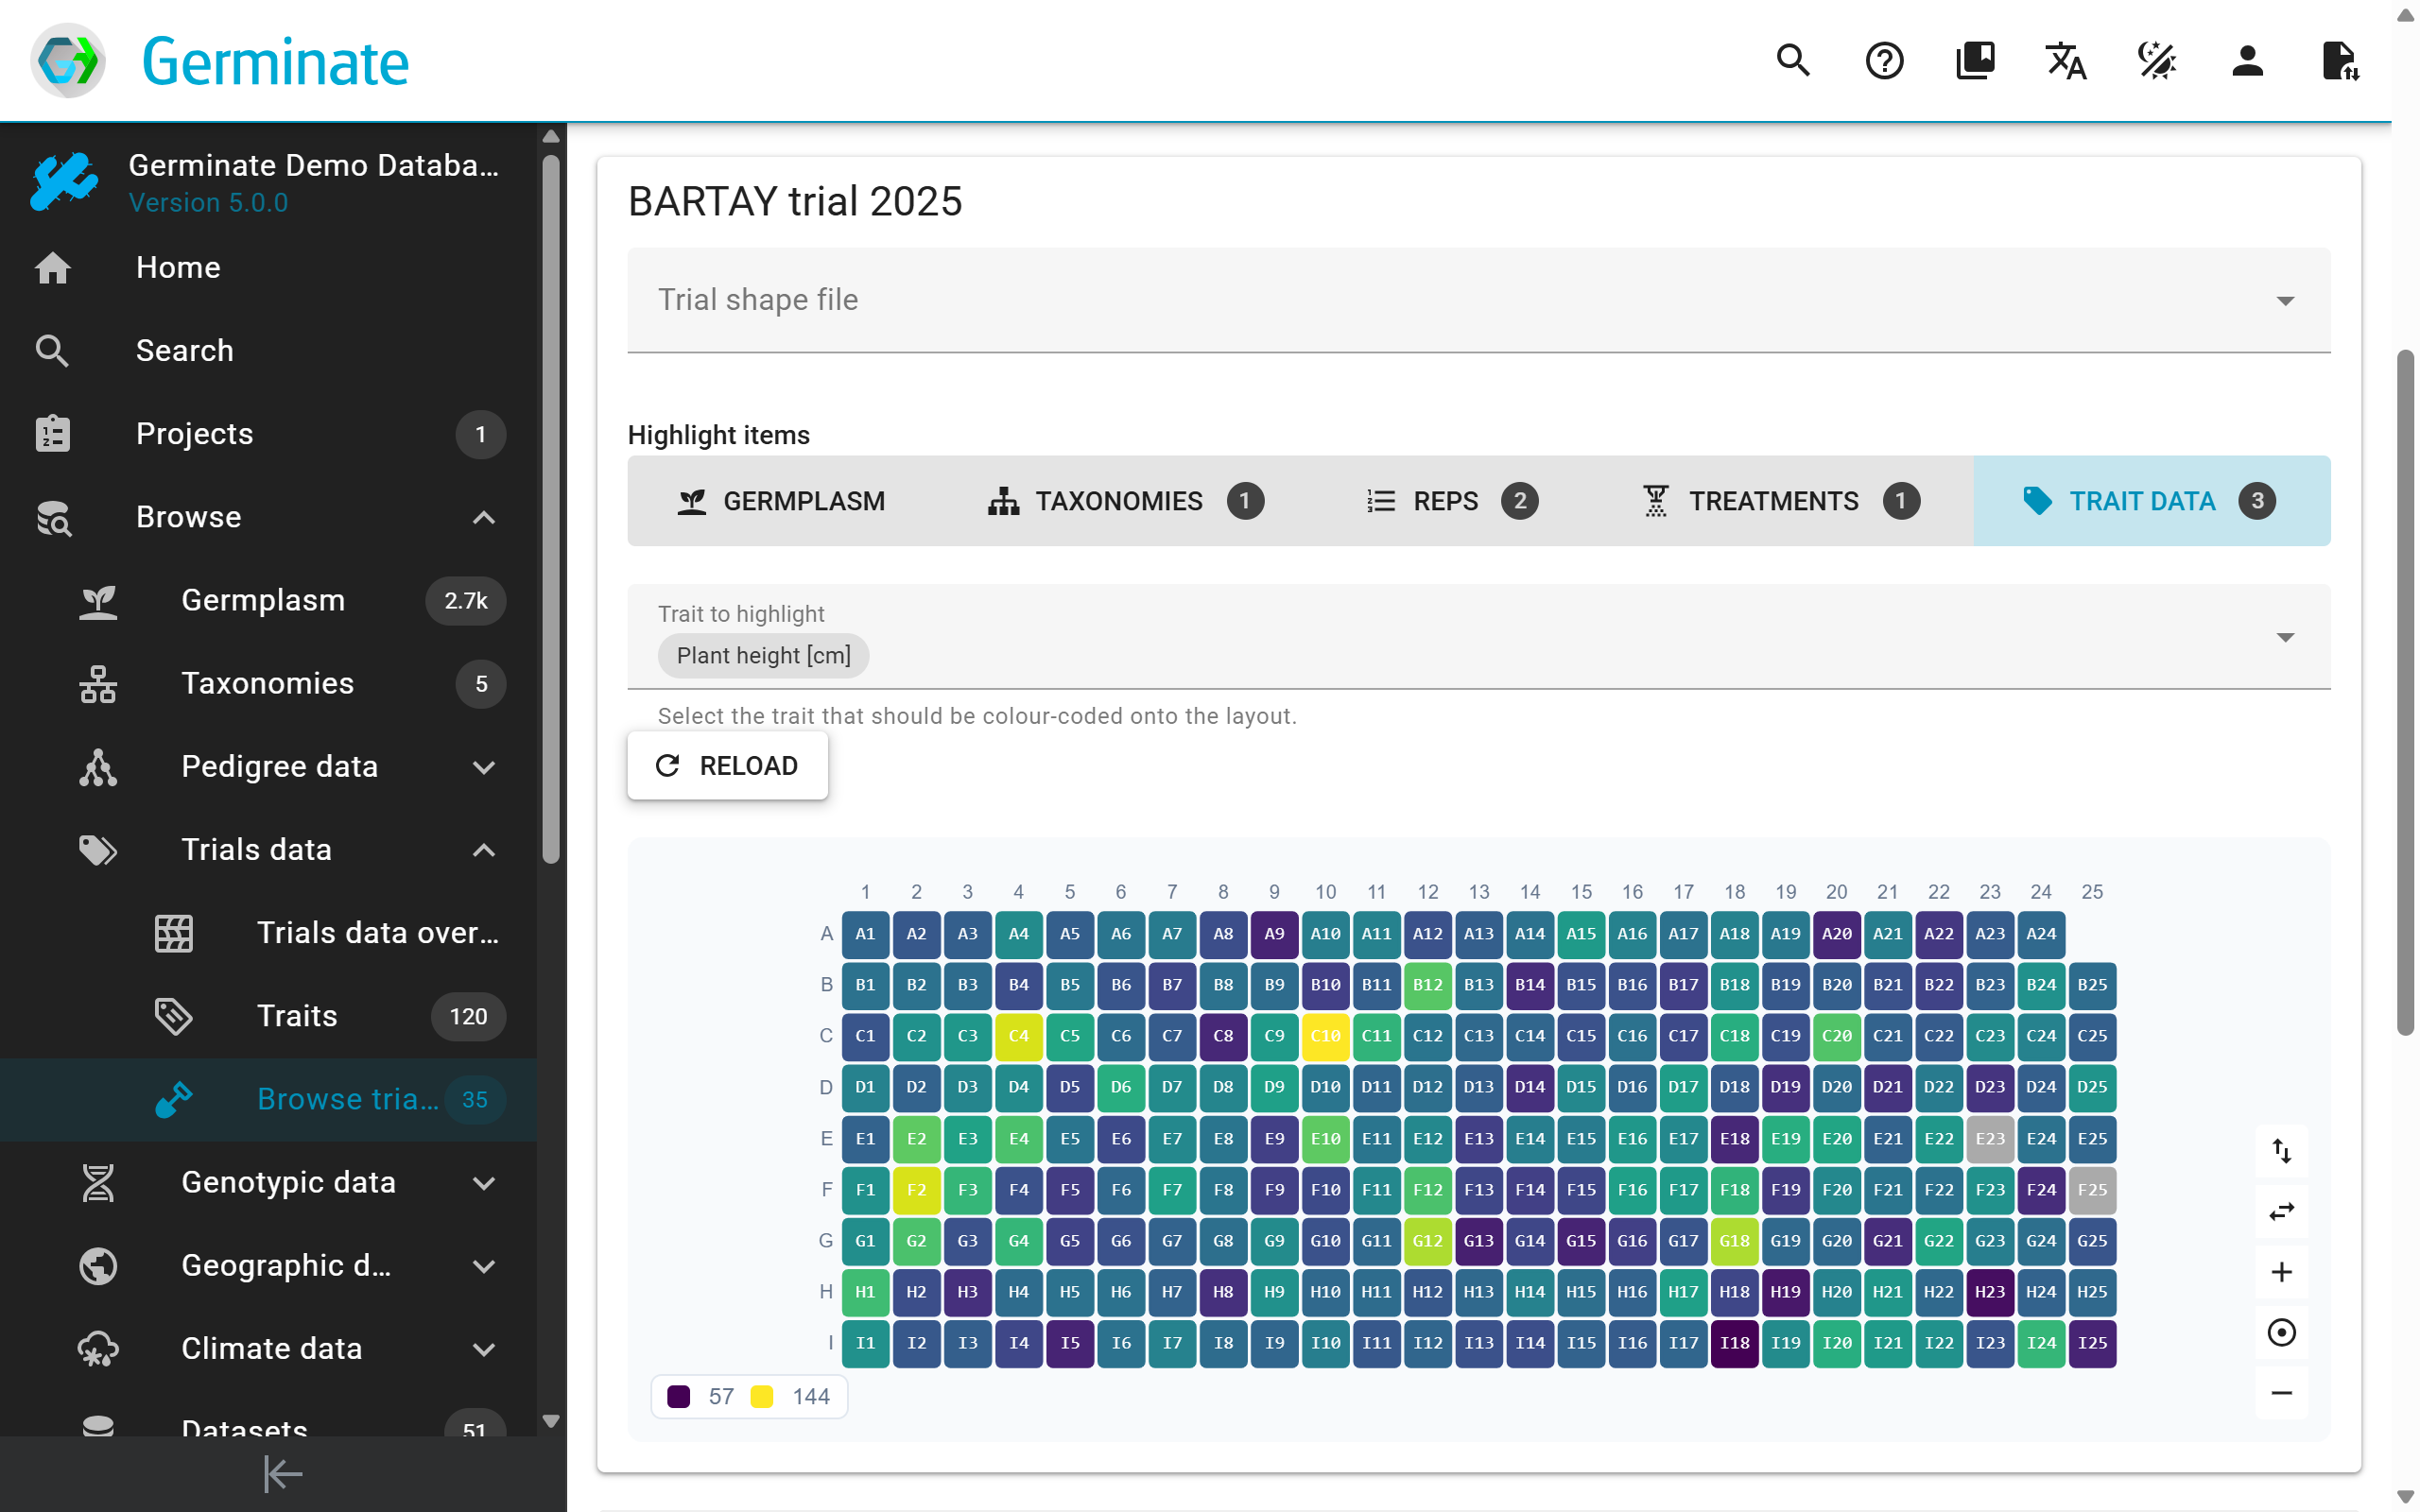 Germinate
Germinate Demo Databa...
Version 5.0.0
Home
Search
Projects 1
Browse
Germplasm 2.7k
Taxonomies 5
Pedigree data
Trials data
Trials data over...
Traits 120
Browse tria... 35
Genotypic data
Geographic d...
Climate data
Datasets 51
BARTAY trial 2025
Trial shape file
Highlight items
GERMPLASM TAXONOMIES 1 REPS 2 TREATMENTS 1 TRAIT DATA 3
Trait to highlight
Plant height [cm]
Select the trait that should be colour-coded onto the layout.
RELOAD
1 2 3 4 5 6 7 8 9 10 11 12 13 14 15 16 17 18 19 20 21 22 23 24 25
A A1 A2 A3 A4 A5 A6 A7 A8 A9 A10 A11 A12 A13 A14 A15 A16 A17 A18 A19 A20 A21 A22 A23 A24
B B1 B2 B3 B4 B5 B6 B7 B8 B9 B10 B11 B12 B13 B14 B15 B16 B17 B18 B19 B20 B21 B22 B23 B24 B25
C C1 C2 C3 C4 C5 C6 C7 C8 C9 C10 C11 C12 C13 C14 C15 C16 C17 C18 C19 C20 C21 C22 C23 C24 C25
D D1 D2 D3 D4 D5 D6 D7 D8 D9 D10 D11 D12 D13 D14 D15 D16 D17 D18 D19 D20 D21 D22 D23 D24 D25
E E1 E2 E3 E4 E5 E6 E7 E8 E9 E10 E11 E12 E13 E14 E15 E16 E17 E18 E19 E20 E21 E22 E23 E24 E25
F F1 F2 F3 F4 F5 F6 F7 F8 F9 F10 F11 F12 F13 F14 F15 F16 F17 F18 F19 F20 F21 F22 F23 F24 F25
G G1 G2 G3 G4 G5 G6 G7 G8 G9 G10 G11 G12 G13 G14 G15 G16 G17 G18 G19 G20 G21 G22 G23 G24 G25
H H1 H2 H3 H4 H5 H6 H7 H8 H9 H10 H11 H12 H13 H14 H15 H16 H17 H18 H19 H20 H21 H22 H23 H24 H25
I I1 I2 I3 I4 I5 I6 I7 I8 I9 I10 I11 I12 I13 I14 I15 I16 I17 I18 I19 I20 I21 I22 I23 I24 I25
57 144